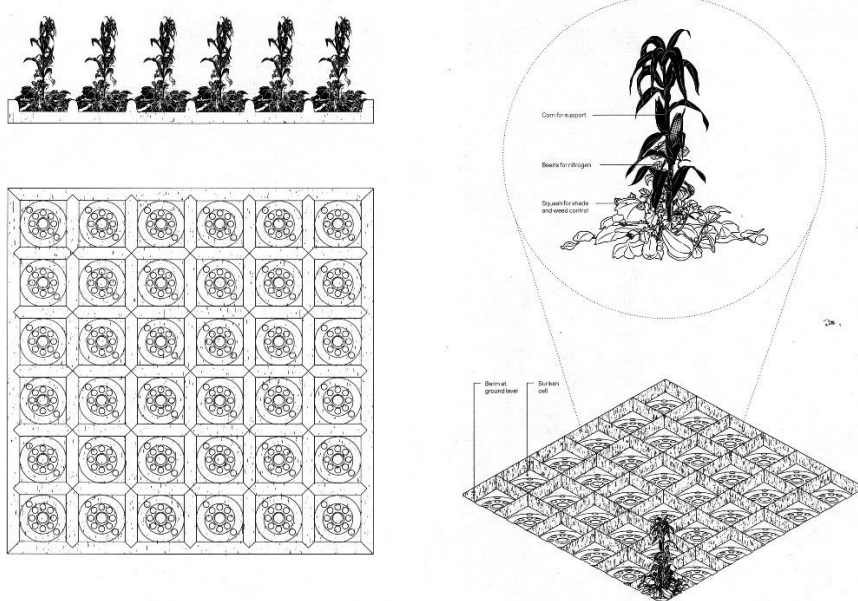 Corn for support
Beans for nitrogen
Squash for shade
and weed control
Berm at
ground level
Sunken
cell